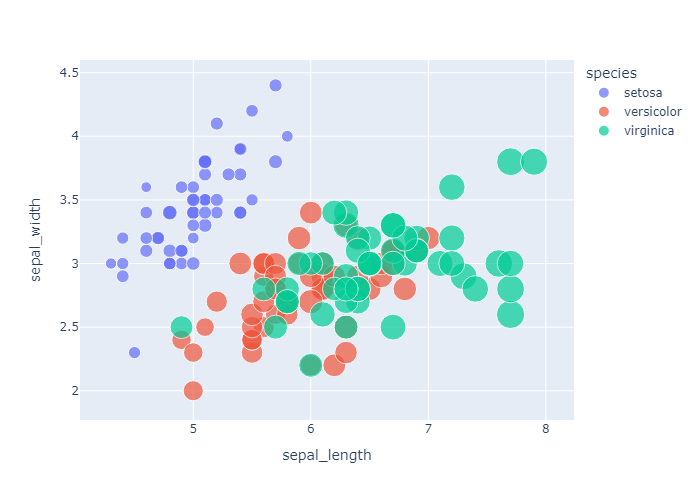 species
setosa
versicolor
virginica
4.5
4
3.5
3
2.5
2
sepal_width
5
6
7
8
sepal_length